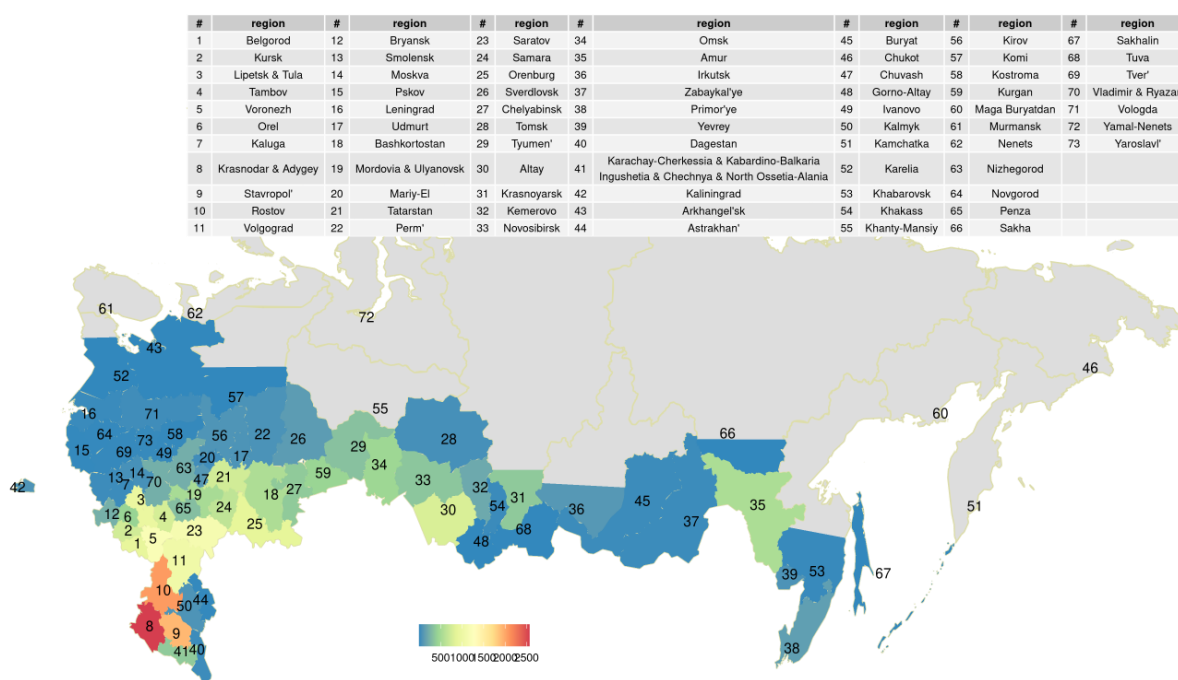 # region # region # region # region # region # region # region
1 Belgorod 12 Bryansk 23 Saratov 34 Omsk 45 Buryat 56 Kirov 67 Sakhalin
2 Kursk 13 Smolensk 24 Samara 35 Amur 46 Chukot 57 Komi 68 Tuva
3 Lipetsk & Tula 14 Moskva 25 Orenburg 36 Irkutsk 47 Chuvash 58 Kostroma 69 Tver'
4 Tambov 15 Pskov 26 Sverdlovsk 37 Zabaykal'ye 48 Gorno-Altay 59 Kurgan 70 Vladimir & Ryaza
5 Voronezh 16 Leningrad 27 Chelyabinsk 38 Primor'ye 49 Ivanovo 60 Maga Buryatdan 71 Vologda
6 Orel 17 Udmurt 28 Tomsk 39 Yevrey 50 Kalmyk 61 Murmansk 72 Yamal-Nenets
7 Kaluga 18 Bashkortostan 29 Tyumen' 40 Dagestan 51 Kamchatka 62 Nenets 73 Yaroslavl'
8 Krasnodar & Adygey 19 Mordovia & Ulyanovsk 30 Altay 41 Karachay-Cherkessia & Kabardino-Balkaria 52 Karelia 63 Nizhegorod
Ingushetia & Chechnya & North Ossetia-Alania
9 Stavropol' 20 Mariy-El 31 Krasnoyarsk 42 Kaliningrad 53 Khabarovsk 64 Novgorod
10 Rostov 21 Tatarstan 32 Kemerovo 43 Arkhangel'sk 54 Khakass 65 Penza
11 Volgograd 22 Perm' 33 Novosibirsk 44 Astrakhan' 55 Khanty-Mansiy 66 Sakha
61 62 72
43
52 46
57 55
16 71 60
64 73 58 56 22 26 28 66
15 69 49 20 17 29
13 14 63 34
42 7 70 47 21 59 33 32 31 45
3 19 18 27 54 35
12 6 4 65 24 30 36 51
2 5 23 25 68 37
1 48
11 39 53 67
10 50 44
8 9
41 40 38
500 1000 1500 2000 2500